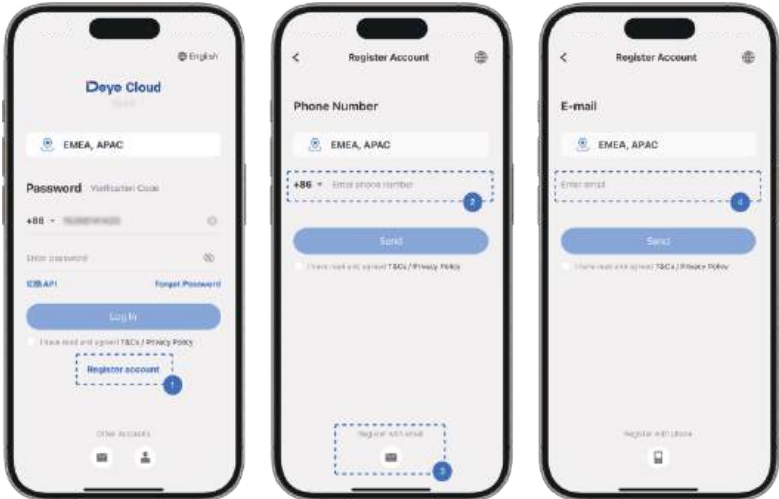 English
Deye Cloud
EMEA, APAC
Password Verification Code
+86
Enter password
Forgot Password
Log In
I have read and agreed T&Cs / Privacy Policy
Register account
1
Other Accounts
Register Account
Phone Number
EMEA, APAC
+86 Enter phone number
2
Send
I have read and agreed T&Cs / Privacy Policy
Register with email
3
Register Account
E-mail
EMEA, APAC
Enter email
4
Send
I have read and agreed T&Cs / Privacy Policy
Register with phone